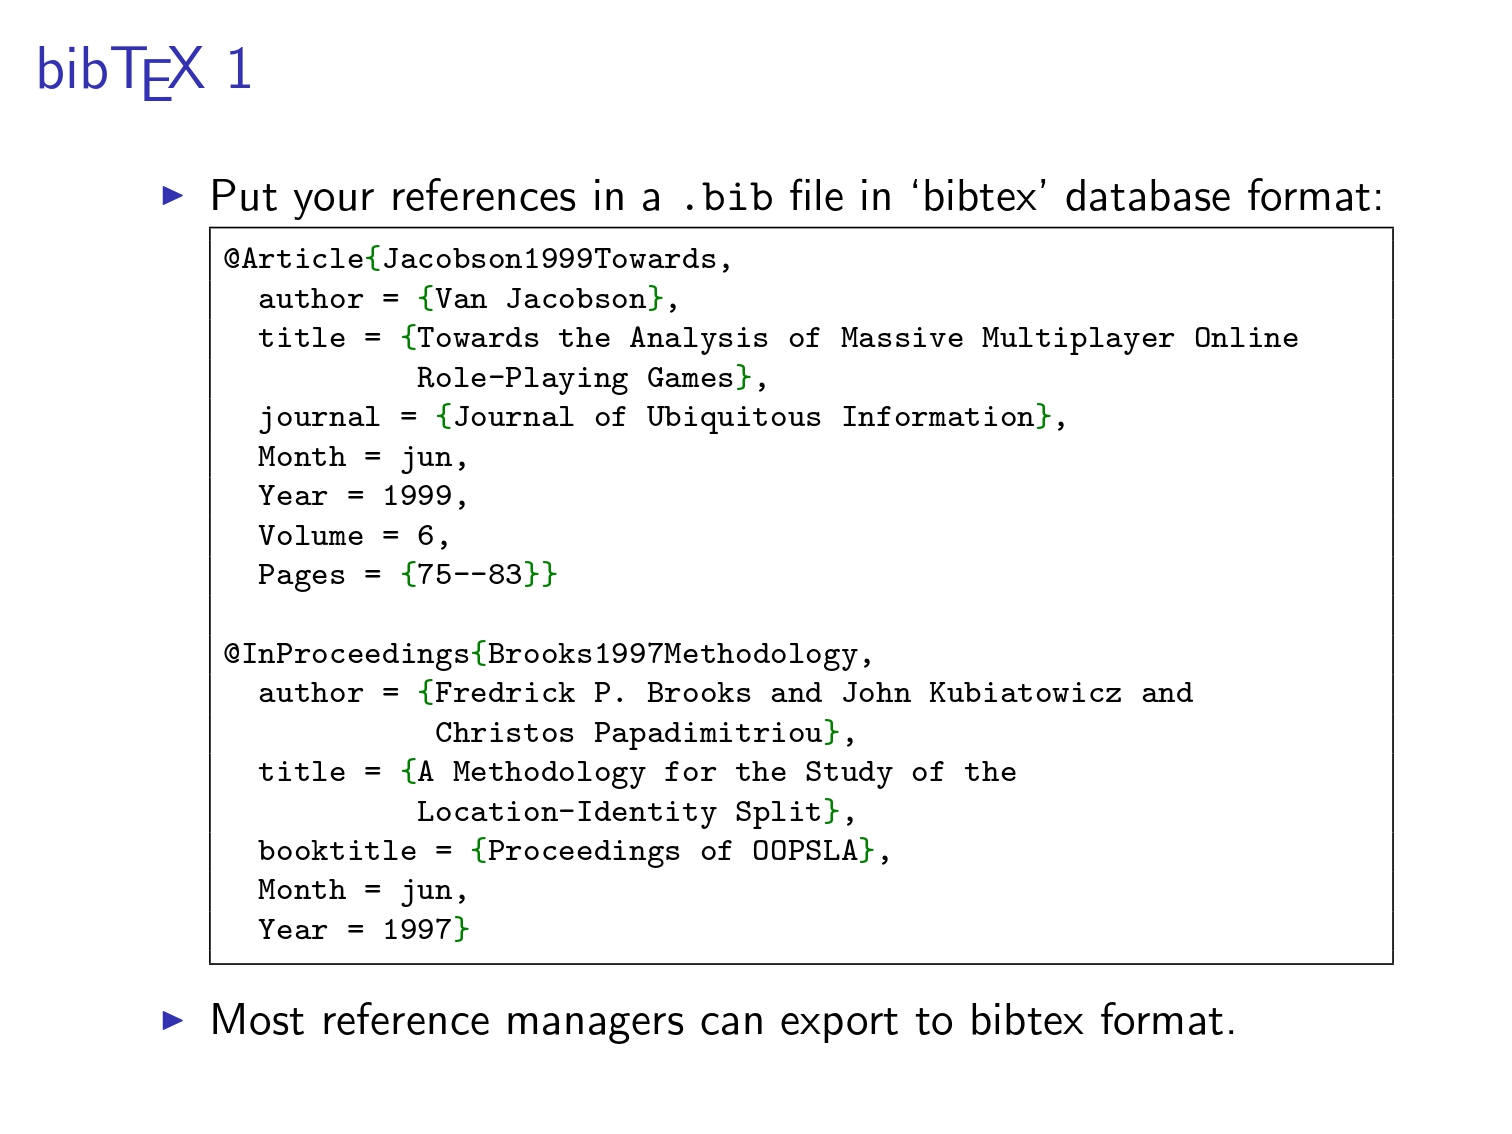 bibTEX 1
▶ Put your references in a .bib file in ‘bibtex’ database format:
@Article{Jacobson1999Towards,
  author = {Van Jacobson},
  title = {Towards the Analysis of Massive Multiplayer Online
           Role-Playing Games},
  journal = {Journal of Ubiquitous Information},
  Month = jun,
  Year = 1999,
  Volume = 6,
  Pages = {75--83}}

@InProceedings{Brooks1997Methodology,
  author = {Fredrick P. Brooks and John Kubiatowicz and
            Christos Papadimitriou},
  title = {A Methodology for the Study of the
           Location-Identity Split},
  booktitle = {Proceedings of OOPSLA},
  Month = jun,
  Year = 1997}
▶ Most reference managers can export to bibtex format.